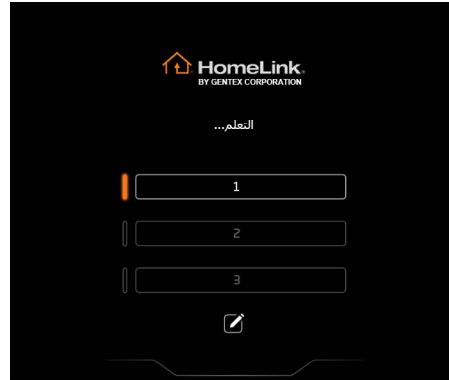 HomeLink®
BY GENTEX CORPORATION
التعلم...
1
2
3